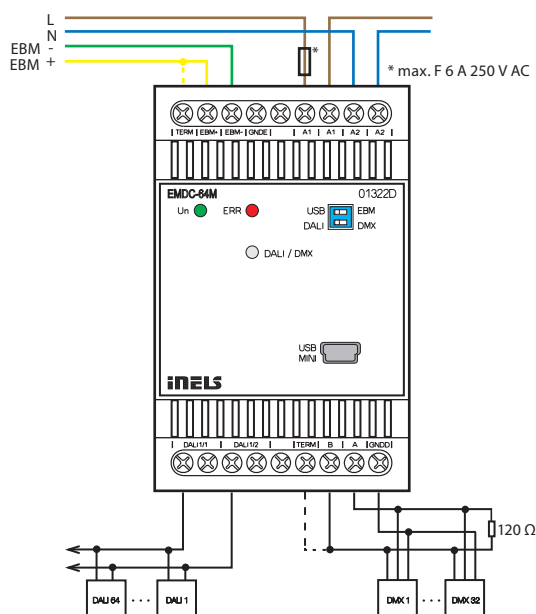 L
N
EBM -
EBM +
*
* max. F 6 A 250 V AC
TERM EBM+ EBM- GNDE A1 A1 A2 A2
EMDC-64M 01322D
Un ERR USB EBM
DALI DMX
DALI / DMX
USB
MINI
iNELS
DALI1/1 DALI1/2 TERM B A GNDD
120 Ω
DALI 64 ··· DALI 1 DMX 1 ··· DMX 32